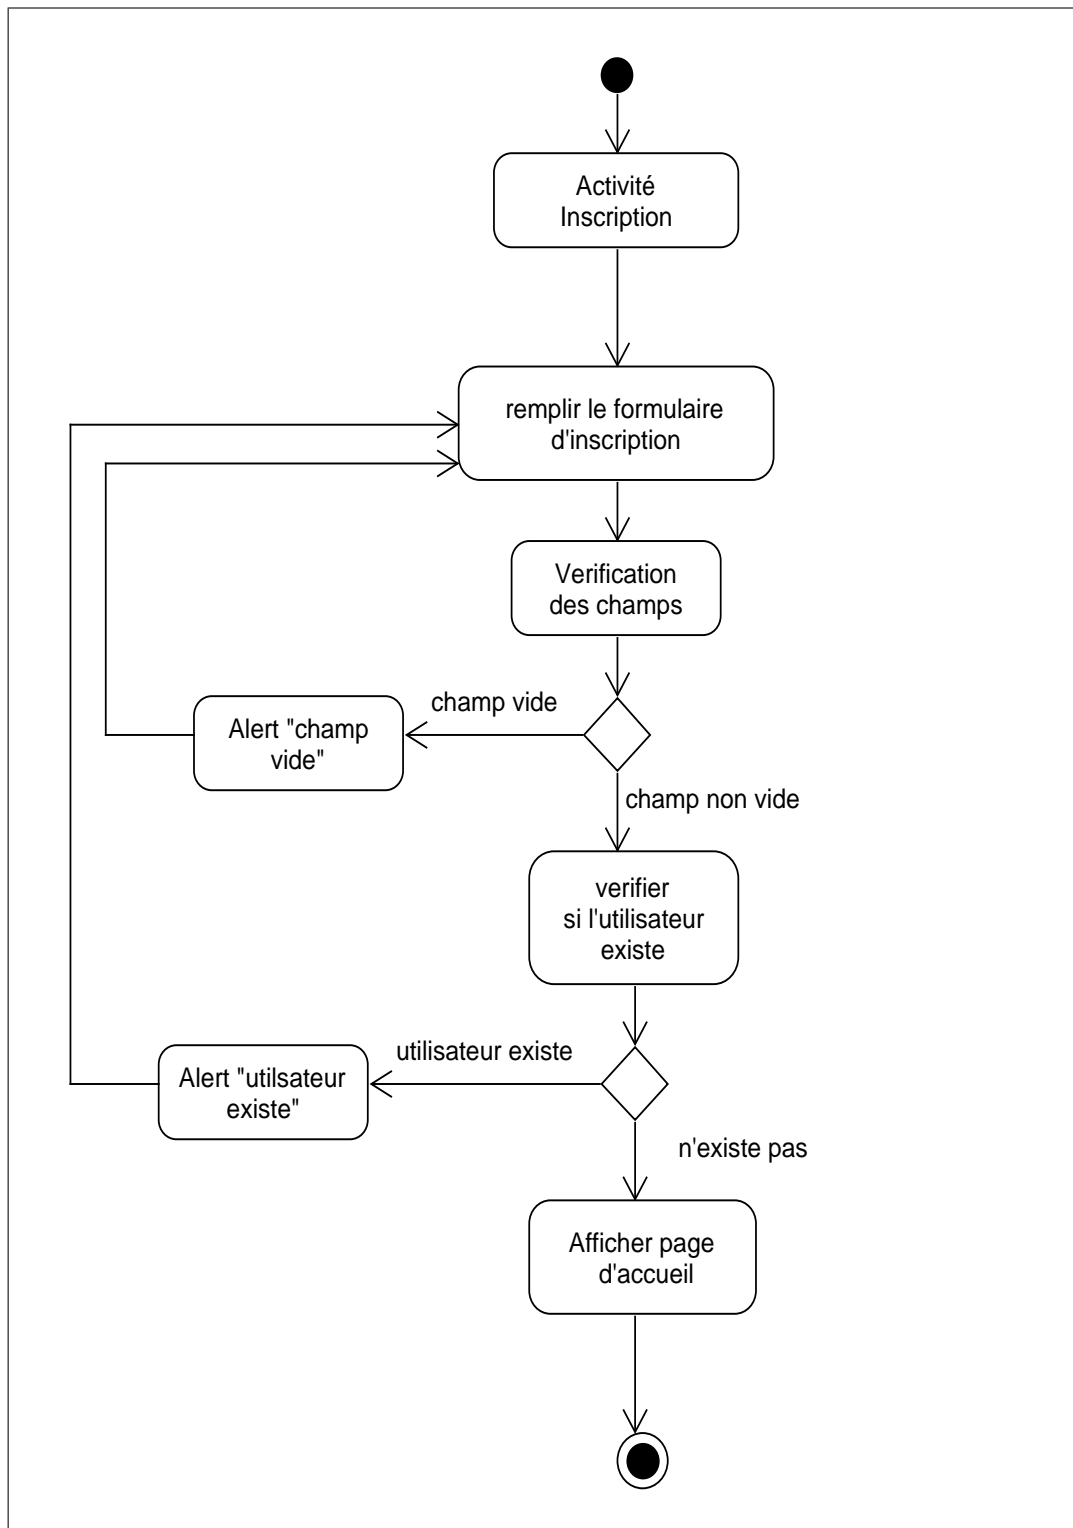 Activité
Inscription
remplir le formulaire
d'inscription
Verification
des champs
champ vide
Alert "champ
vide"
champ non vide
verifier
si l'utilisateur
existe
utilisateur existe
Alert "utilsateur
existe"
n'existe pas
Afficher page
d'accueil